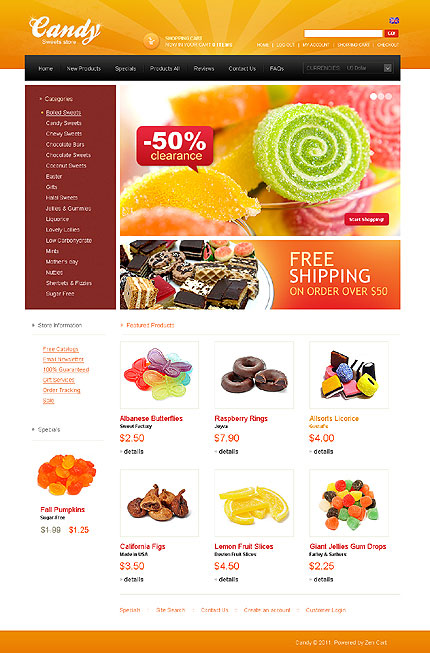 Candy
Sweets store
SHOPPING CART
NOW IN YOUR CART 0 ITEMS
GO!
HOME | LOG OUT | MY ACCOUNT | SHOPPING CART | CHECKOUT
Home
New Products
Specials
Products All
Reviews
Contact Us
FAQs
CURRENCIES: US Dollar
Categories
Boxed Sweets
Candy Sweets
Chewy Sweets
Chocolate Bars
Chocolate Sweets
Coconut Sweets
Easter
Gifts
Halal Sweets
Jellies & Gummies
Liquorice
Lovely Lollies
Low Carbohydrate
Mints
Mother's day
Nutties
Sherbets & Fizzies
Sugar Free
-50%
clearance
Start Shopping!
FREE
SHIPPING
ON ORDER OVER $50
Store Information
Free Catalogs
Email Newsletter
100% Guaranteed
Gift Services
Order Tracking
Sale
Specials
Fall Pumpkins
Sugar Free
$1.99 $1.25
Featured Products
Albanese Butterflies
Sweet Factory
$2.50
details
Raspberry Rings
Joyva
$7.90
details
Allsorts Licorice
$4.00
details
California Figs
Made in USA
$3.50
details
Lemon Fruit Slices
Boston Fruit Slices
$4.50
details
Giant Jellies Gum Drops
Farley & Sathers
$2.25
details
Specials
Site Search
Contact Us
Create an account
Customer Login
Candy © 2011 Powered by Zen Cart